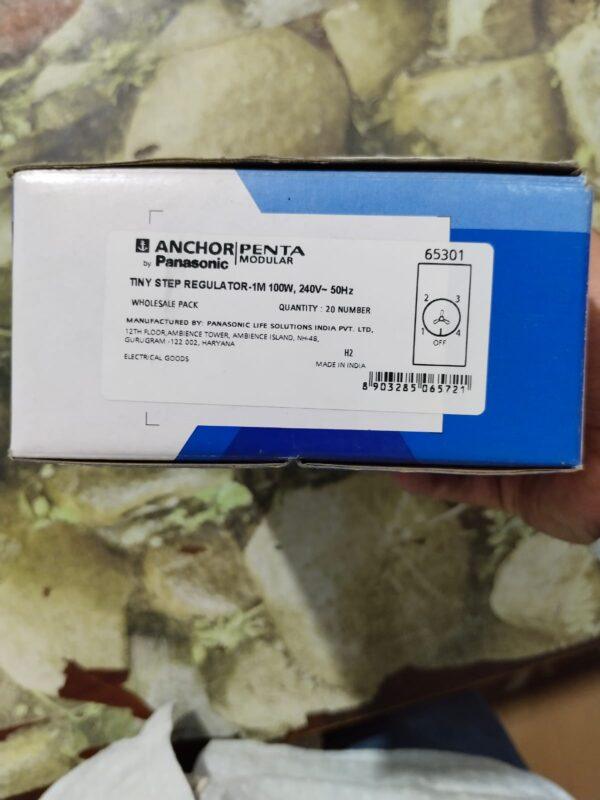 ANCHOR PENTA 65301
by Panasonic MODULAR
TINY STEP REGULATOR-1M 100W, 240V~ 50Hz
WHOLESALE PACK QUANTITY : 20 NUMBER
MANUFACTURED BY: PANASONIC LIFE SOLUTIONS INDIA PVT. LTD,
12TH FLOOR,AMBIENCE TOWER, AMBIENCE ISLAND, NH-48,
GURUGRAM -122 002, HARYANA
ELECTRICAL GOODS
H2
MADE IN INDIA
2 3
1 4
OFF
8 903285 065721